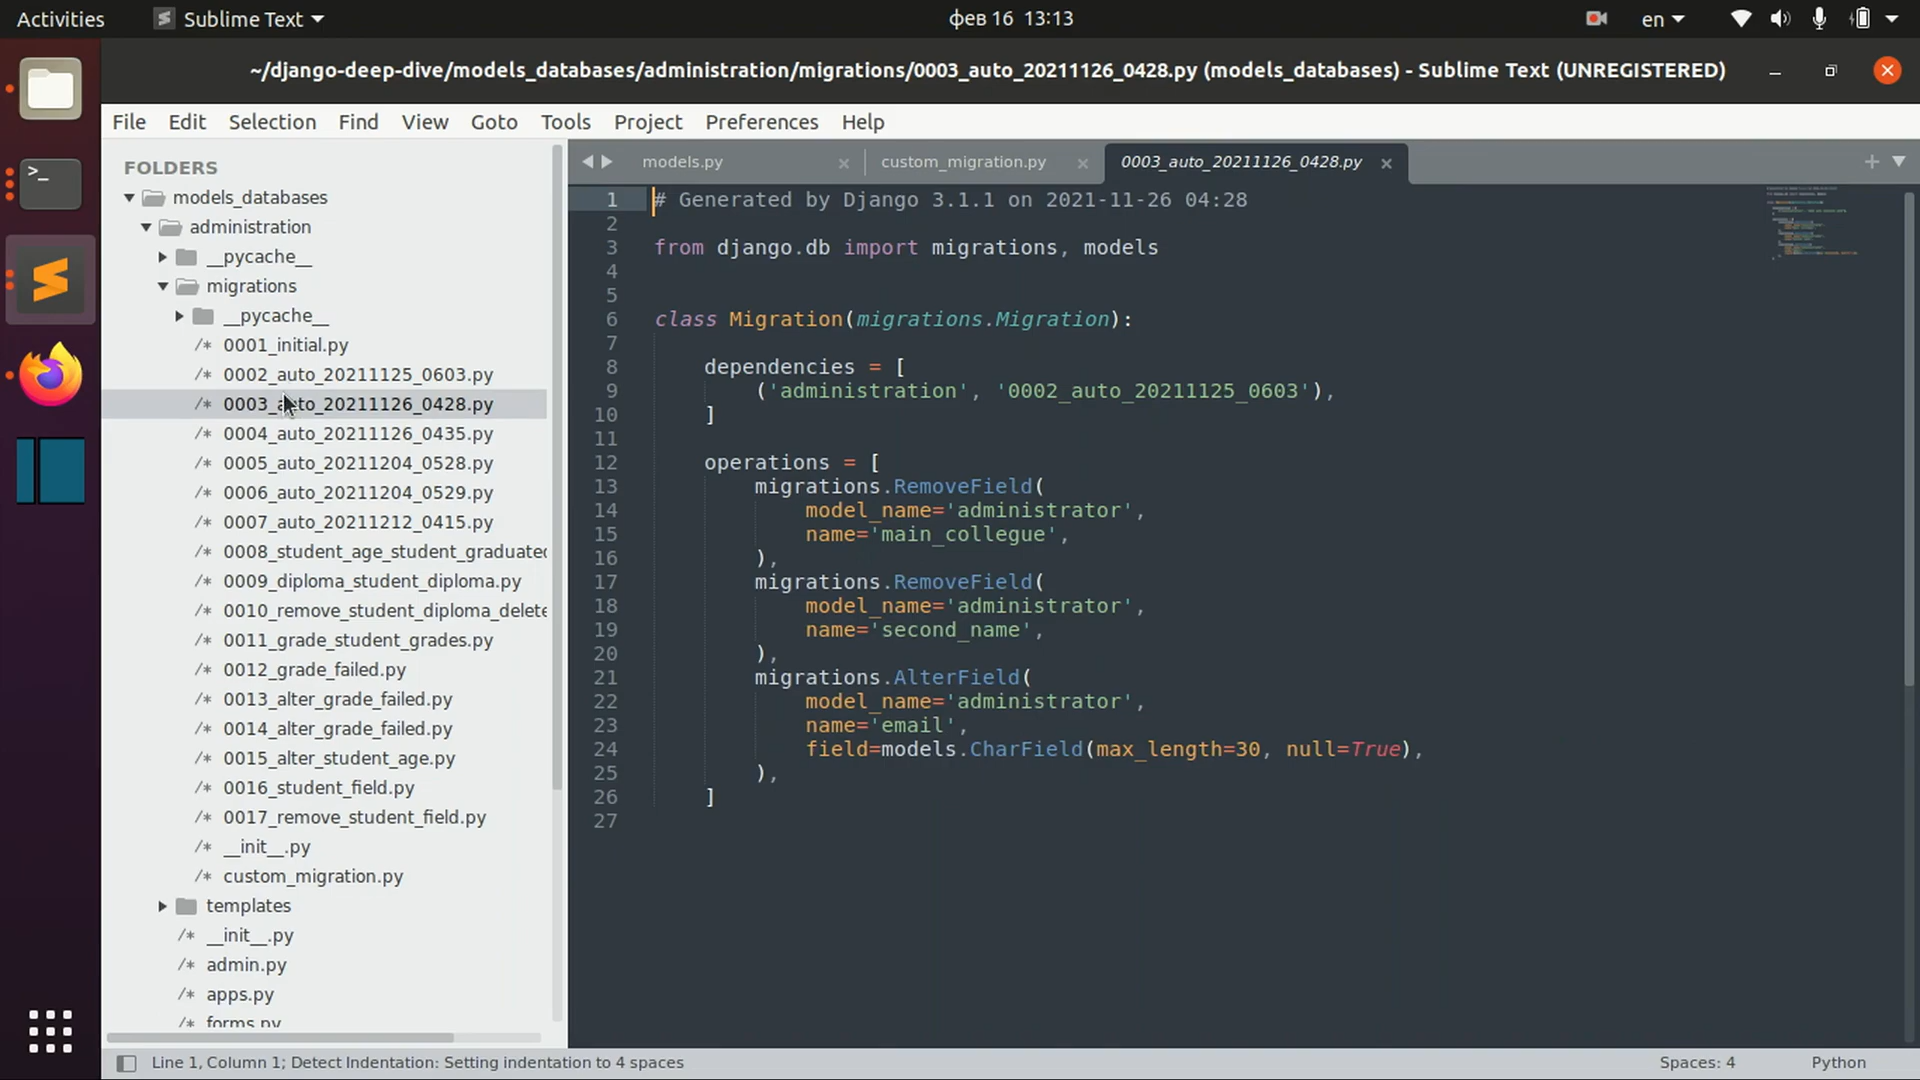 Activities
Sublime Text
фев 16 13:13
en
~/django-deep-dive/models_databases/administration/migrations/0003_auto_20211126_0428.py (models_databases) - Sublime Text (UNREGISTERED)
File Edit Selection Find View Goto Tools Project Preferences Help
FOLDERS
models_databases
administration
__pycache__
migrations
__pycache__
/* 0001_initial.py
/* 0002_auto_20211125_0603.py
/* 0003_auto_20211126_0428.py
/* 0004_auto_20211126_0435.py
/* 0005_auto_20211204_0528.py
/* 0006_auto_20211204_0529.py
/* 0007_auto_20211212_0415.py
/* 0008_student_age_student_graduated
/* 0009_diploma_student_diploma.py
/* 0010_remove_student_diploma_delete
/* 0011_grade_student_grades.py
/* 0012_grade_failed.py
/* 0013_alter_grade_failed.py
/* 0014_alter_grade_failed.py
/* 0015_alter_student_age.py
/* 0016_student_field.py
/* 0017_remove_student_field.py
/* __init__.py
/* custom_migration.py
templates
/* __init__.py
/* admin.py
/* apps.py
forms.py
models.py
custom_migration.py
0003_auto_20211126_0428.py
1 # Generated by Django 3.1.1 on 2021-11-26 04:28
2
3 from django.db import migrations, models
4
5
6 class Migration(migrations.Migration):
7
8 dependencies = [
9 ('administration', '0002_auto_20211125_0603'),
10 ]
11
12 operations = [
13 migrations.RemoveField(
14 model_name='administrator',
15 name='main_collegue',
16 ),
17 migrations.RemoveField(
18 model_name='administrator',
19 name='second_name',
20 ),
21 migrations.AlterField(
22 model_name='administrator',
23 name='email',
24 field=models.CharField(max_length=30, null=True),
25 ),
26 ]
27
Line 1, Column 1; Detect Indentation: Setting indentation to 4 spaces
Spaces: 4
Python